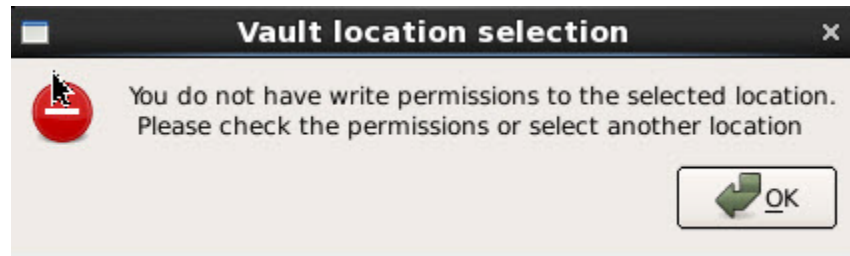 Vault location selection
You do not have write permissions to the selected location.
Please check the permissions or select another location
OK